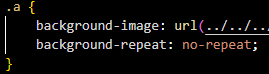 .a {
background-image: url(../../..
background-repeat: no-repeat;
}